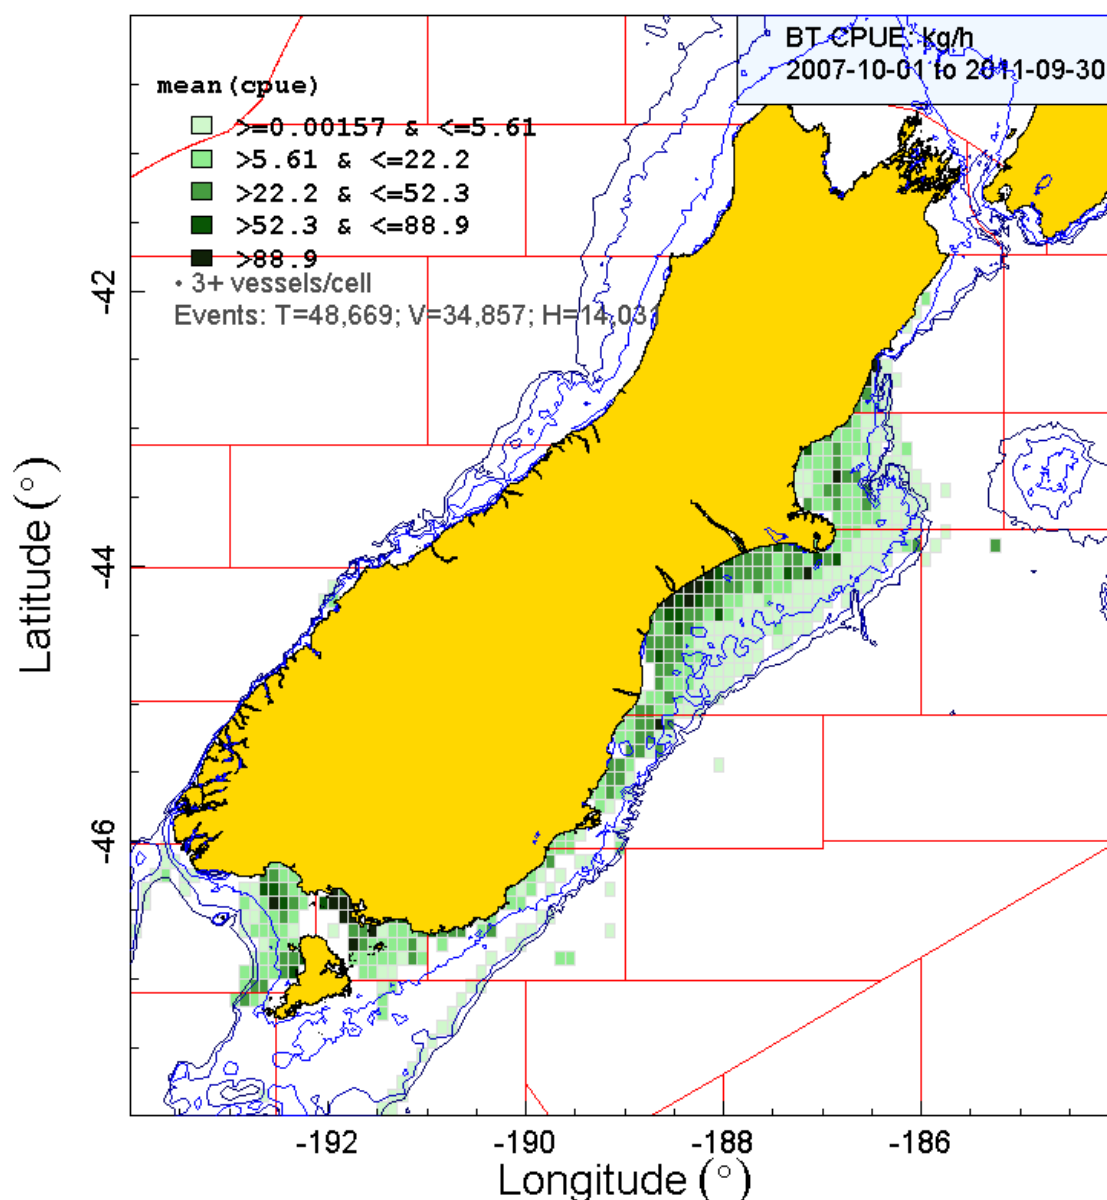 BT CPUE: kg/h
2007-10-01 to 2011-09-30
mean(cpue)
>=0.00157 & <=5.61
>5.61 & <=22.2
>22.2 & <=52.3
>52.3 & <=88.9
>88.9
• 3+ vessels/cell
Events: T=48,669; V=34,857; H=14,031
-42
-44
-46
Latitude (°)
-192
-190
-188
-186
Longitude (°)